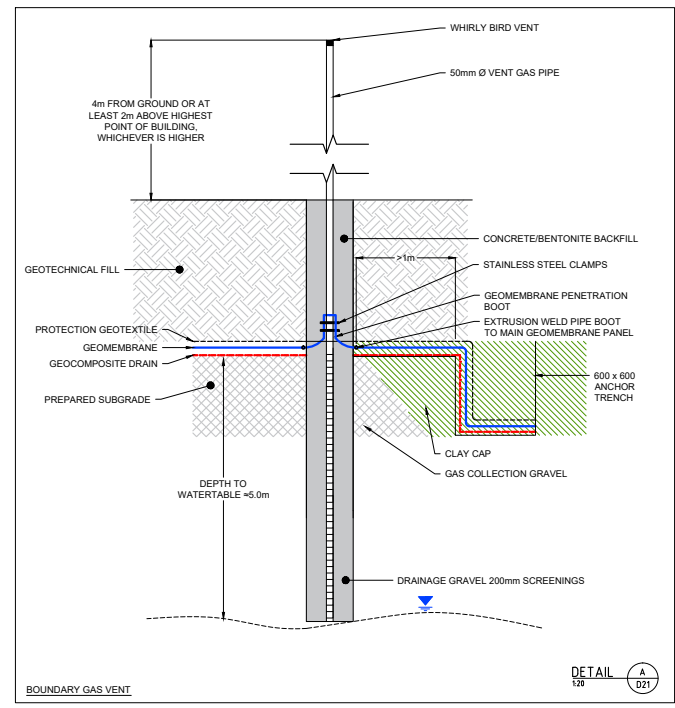 WHIRLY BIRD VENT
50mm Ø VENT GAS PIPE
4m FROM GROUND OR AT
LEAST 2m ABOVE HIGHEST
POINT OF BUILDING,
WHICHEVER IS HIGHER
CONCRETE/BENTONITE BACKFILL
>1m
STAINLESS STEEL CLAMPS
GEOTECHNICAL FILL
GEOMEMBRANE PENETRATION
BOOT
PROTECTION GEOTEXTILE
EXTRUSION WELD PIPE BOOT
TO MAIN GEOMEMBRANE PANEL
GEOMEMBRANE
GEOCOMPOSITE DRAIN
600 x 600
ANCHOR
TRENCH
PREPARED SUBGRADE
CLAY CAP
GAS COLLECTION GRAVEL
DEPTH TO
WATERTABLE ≈5.0m
DRAINAGE GRAVEL 200mm SCREENINGS
BOUNDARY GAS VENT
DETAIL
1:20
A
D21